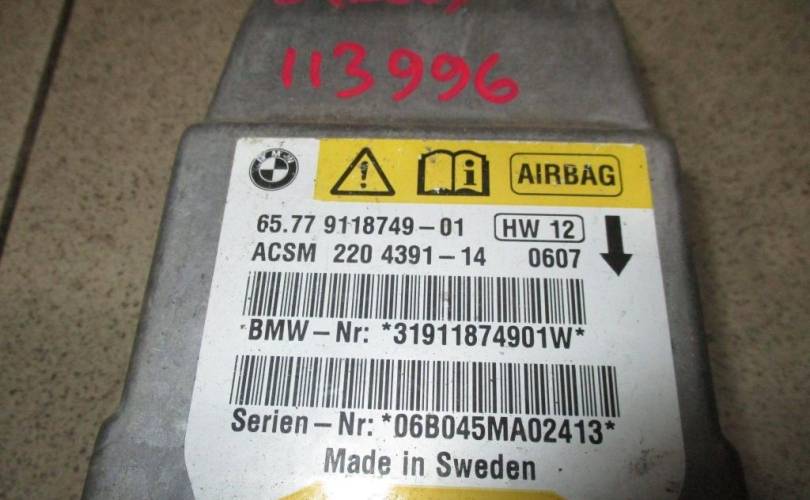 113996
BMW
AIRBAG
65.77 9118749-01 HW 12
ACSM 220 4391-14 0607
BMW-Nr: *31911874901W*
Serien-Nr: *06B045MA02413*
Made in Sweden